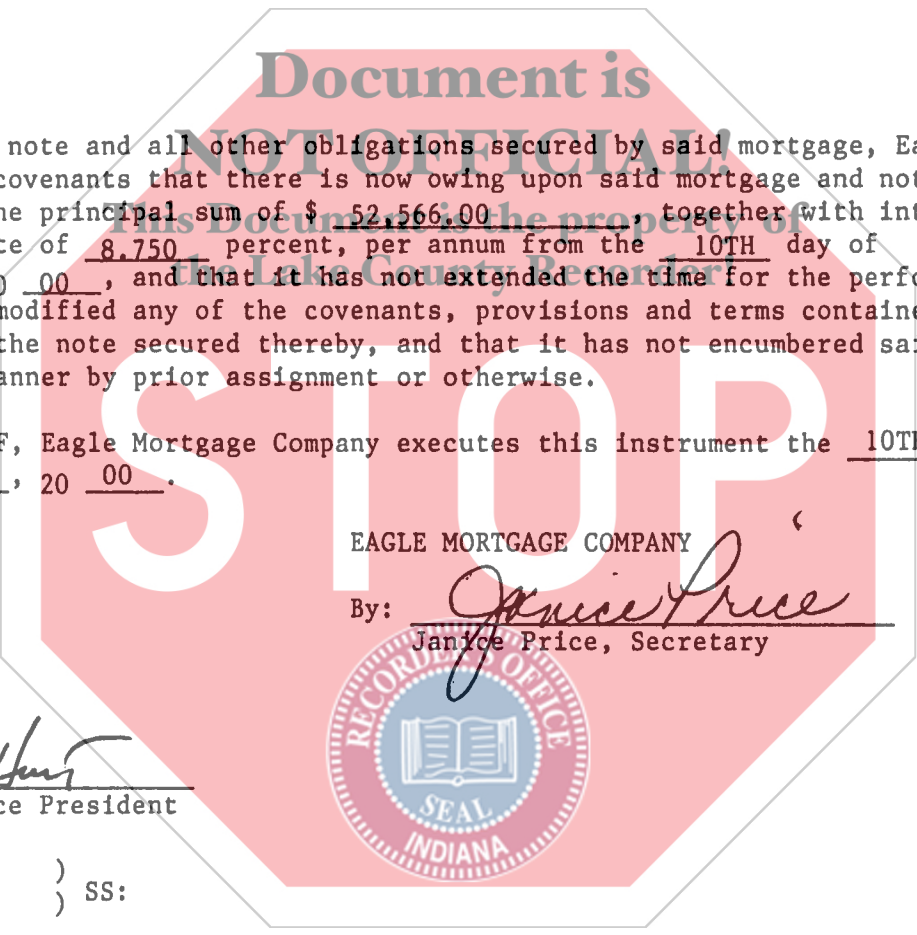 Document is
NOT OFFICIAL!
note and all other obligations secured by said mortgage, Ea
covenants that there is now owing upon said mortgage and not
ne principal sum of $ 52,566.00 , together with int
This Document is the property of
ce of 8.750 percent, per annum from the 10TH day of
the Lake County Recorder!
0 00 , and that it has not extended the time for the perfo
modified any of the covenants, provisions and terms containe
the note secured thereby, and that it has not encumbered sai
anner by prior assignment or otherwise.
STOP
F, Eagle Mortgage Company executes this instrument the 10TH
, 20 00 .
EAGLE MORTGAGE COMPANY
By: Janice Price
Janice Price, Secretary
RECORDER'S OFFICE
SEAL
INDIANA
ce President
)
) SS: